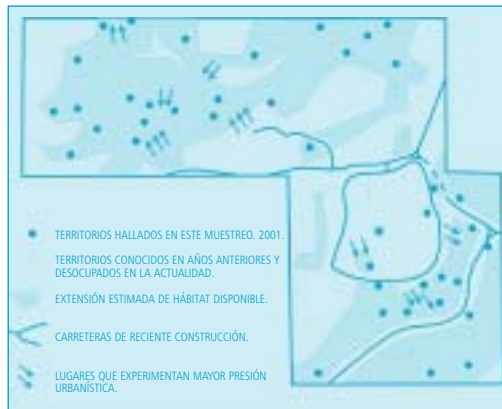 TERRITORIOS HALLADOS EN ESTE MUESTREO. 2001.
TERRITORIOS CONOCIDOS EN AÑOS ANTERIORES Y
DESOCUPADOS EN LA ACTUALIDAD.
EXTENSIÓN ESTIMADA DE HÁBITAT DISPONIBLE.
CARRETERAS DE RECIENTE CONSTRUCCIÓN.
LUGARES QUE EXPERIMENTAN MAYOR PRESIÓN
URBANÍSTICA.